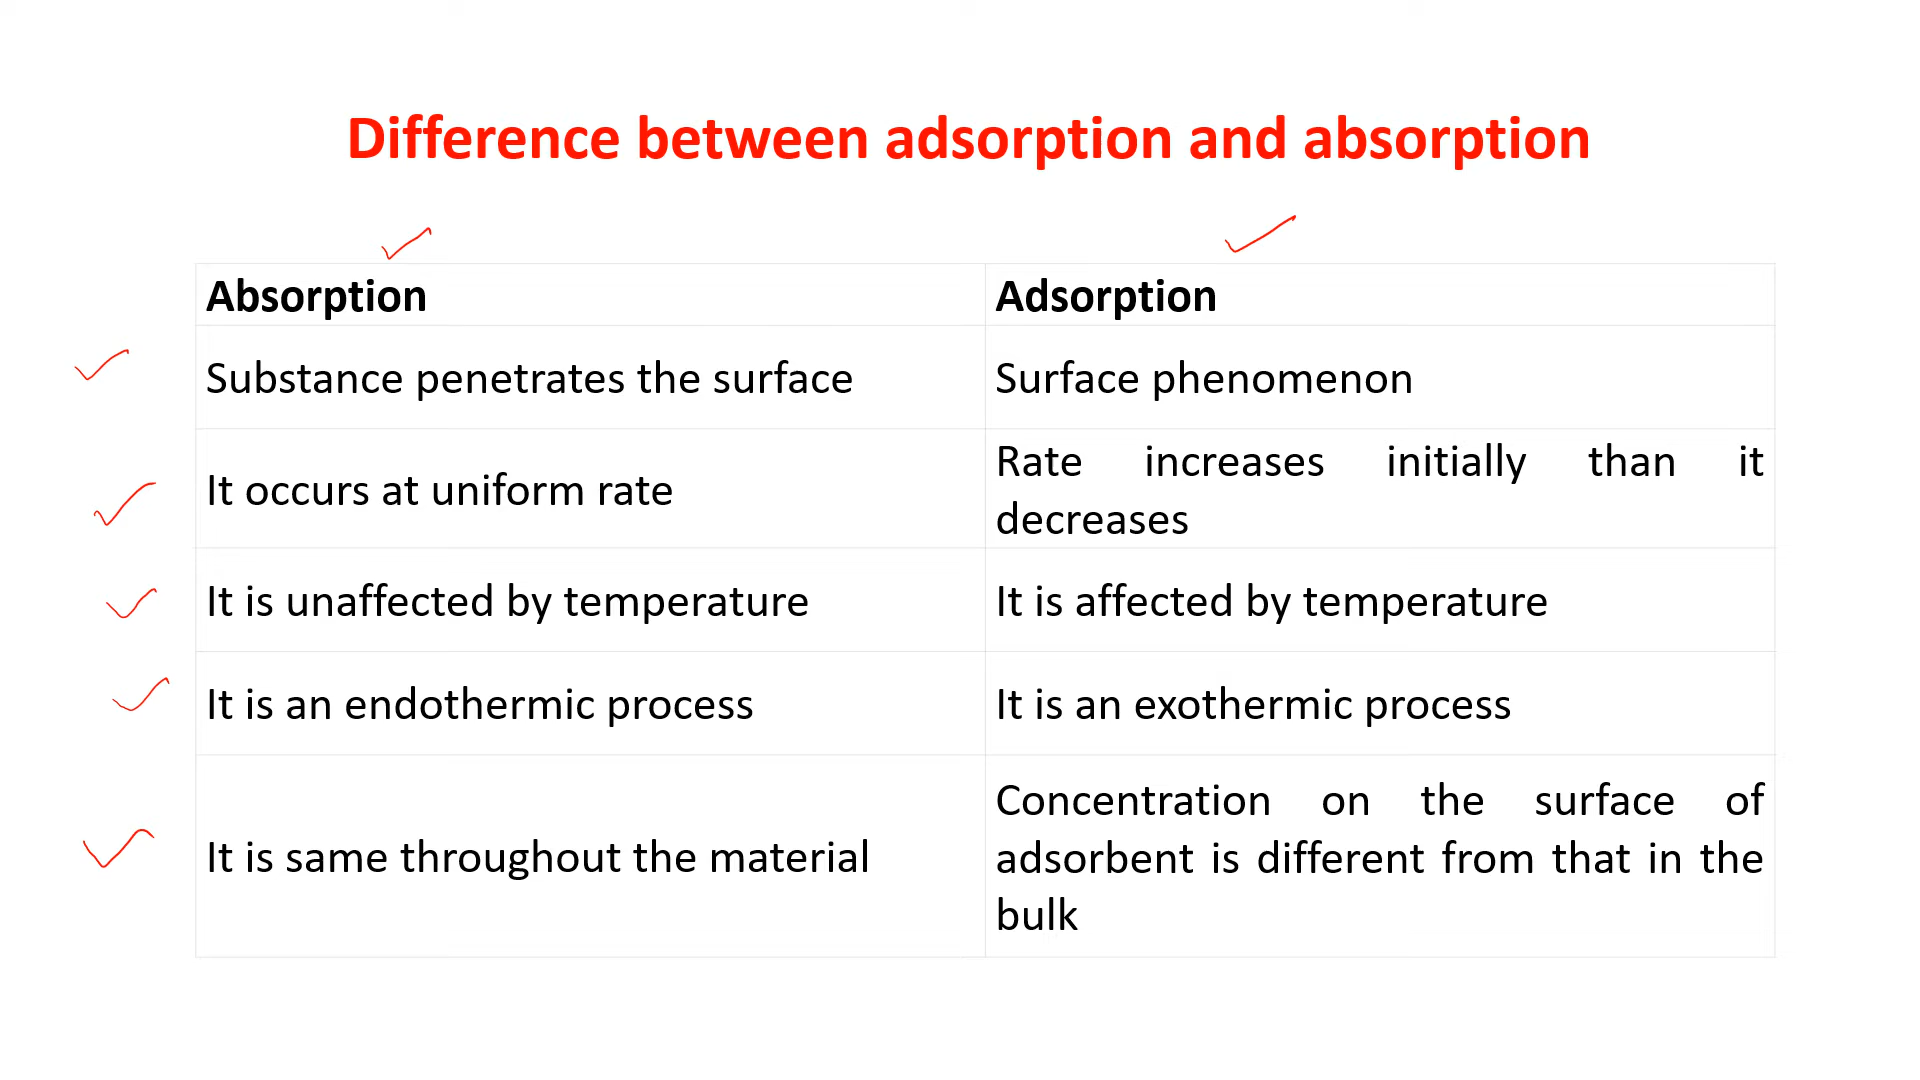 Difference between adsorption and absorption
Absorption
Adsorption
Substance penetrates the surface
Surface phenomenon
It occurs at uniform rate
Rate increases initially than it
decreases
It is unaffected by temperature
It is affected by temperature
It is an endothermic process
It is an exothermic process
It is same throughout the material
Concentration on the surface of
adsorbent is different from that in the
bulk